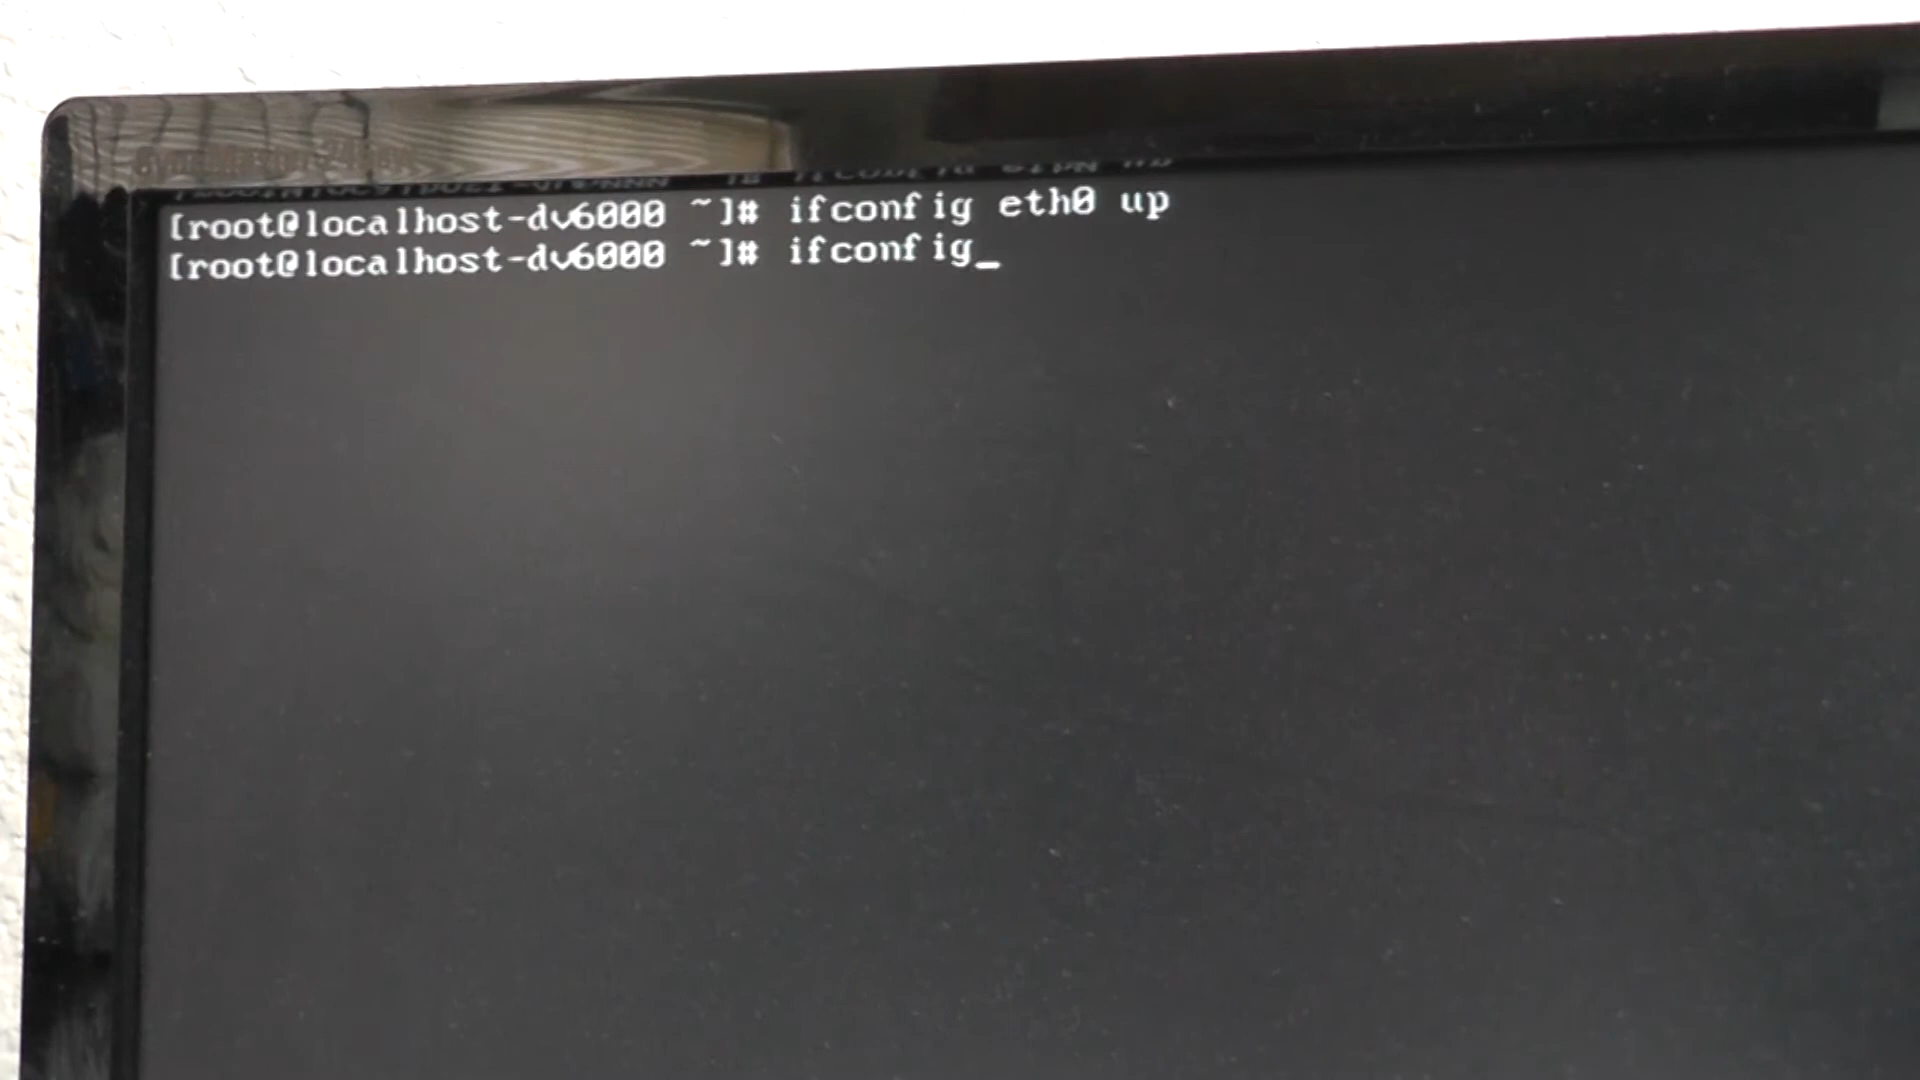 [root@localhost-dv6000 ~]# ifconfig eth0 up
[root@localhost-dv6000 ~]# ifconfig_